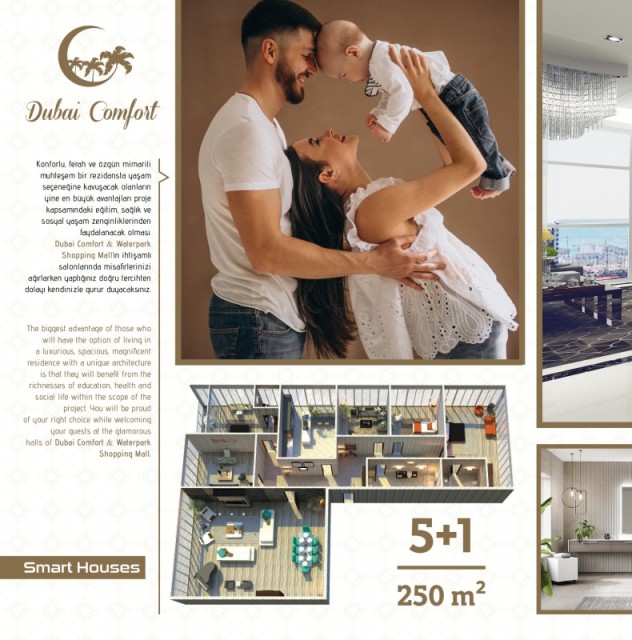 Dubai Comfort
Konforlu, ferah ve özgün mimarili
muhteşem bir rezidansla yaşam
seçeneğine kavuşacak olanların
yine en büyük avantajları proje
kapsamındaki eğitim, sağlık ve
sosyal yaşam zenginliklerinden
faydalanacak olması.
Dubai Comfort & Waterpark
Shopping Mall'ın ihtişamlı
salonlarında misafirlerinizi
ağırlarken yaptığınız doğru tercihten
dolayı kendinizle gurur duyacaksınız.
The biggest advantage of those who
will have the option of living in
a luxurious, spacious, magnificent
residence with a unique architecture
is that they will benefit from the
richnesses of education, health and
social life within the scope of the
project. You will be proud
of your right choice while welcoming
your guests at the glamorous
halls of Dubai Comfort & Waterpark
Shopping Mall.
Smart Houses
5+1
250 m²